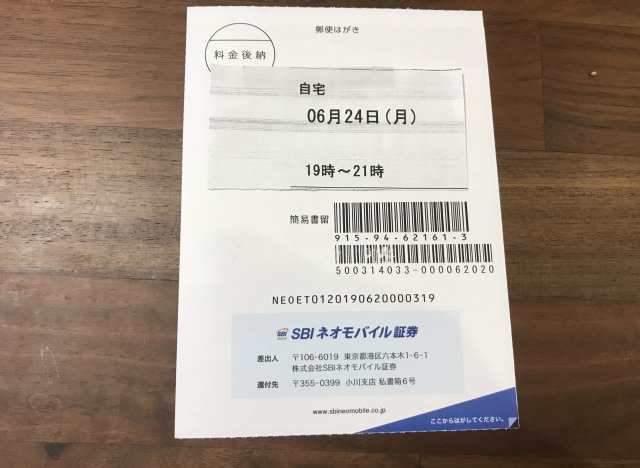 郵便はがき
料金後納
自宅
06月24日(月)
19時～21時
簡易書留
915-94-62161-3
500314033-000062020
NEOET0120190620000319
SBI SBIネオモバイル証券
差出人 〒106-6019 東京都港区六本木1-6-1
株式会社SBIネオモバイル証券
還付先 〒355-0399 小川支店 私書箱6号
www.sbineomobile.co.jp
ここからはがしてください。